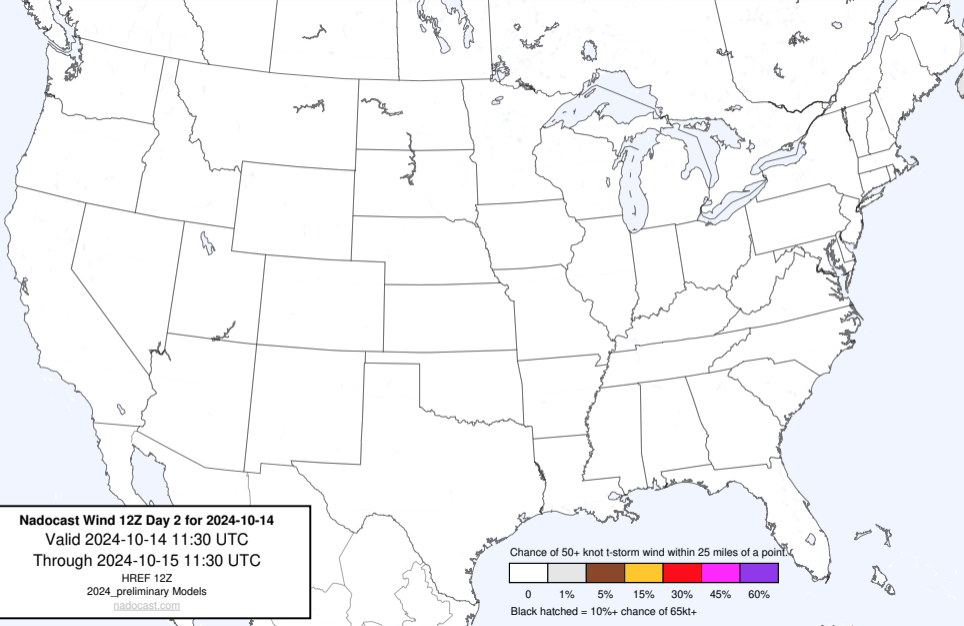 Nadocast Wind 12Z Day 2 for 2024-10-14
Valid 2024-10-14 11:30 UTC
Through 2024-10-15 11:30 UTC
HREF 12Z
2024_preliminary Models
nadocast.com
Chance of 50+ knot t-storm wind within 25 miles of a point.
0 1% 5% 15% 30% 45% 60%
Black hatched = 10%+ chance of 65kt+